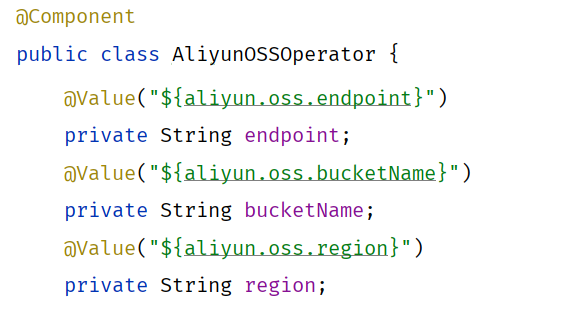 @Component
public class AliyunOSSOperator {
@Value("${aliyun.oss.endpoint}")
private String endpoint;
@Value("${aliyun.oss.bucketName}")
private String bucketName;
@Value("${aliyun.oss.region}")
private String region;